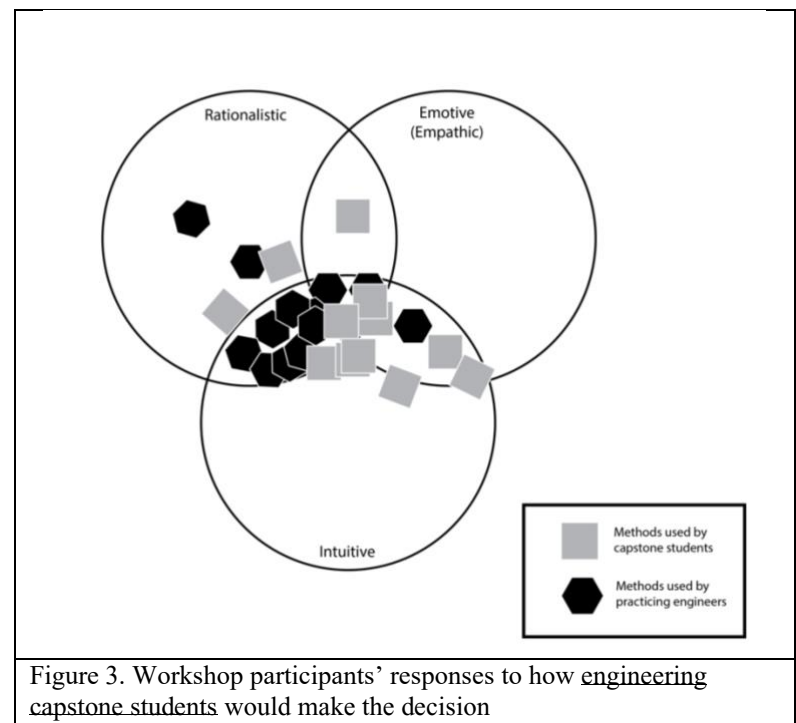 Rationalistic
Emotive
(Empathic)
Intuitive
Methods used by
capstone students
Methods used by
practicing engineers
Figure 3. Workshop participants’ responses to how engineering
capstone students would make the decision